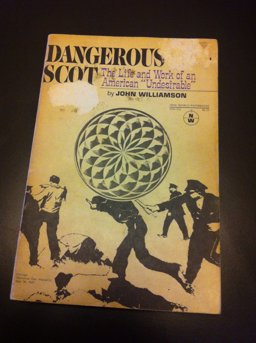 DANGEROUS
SCOT
The Life and Work of an
American "Undesirable"
by JOHN WILLIAMSON
N
W